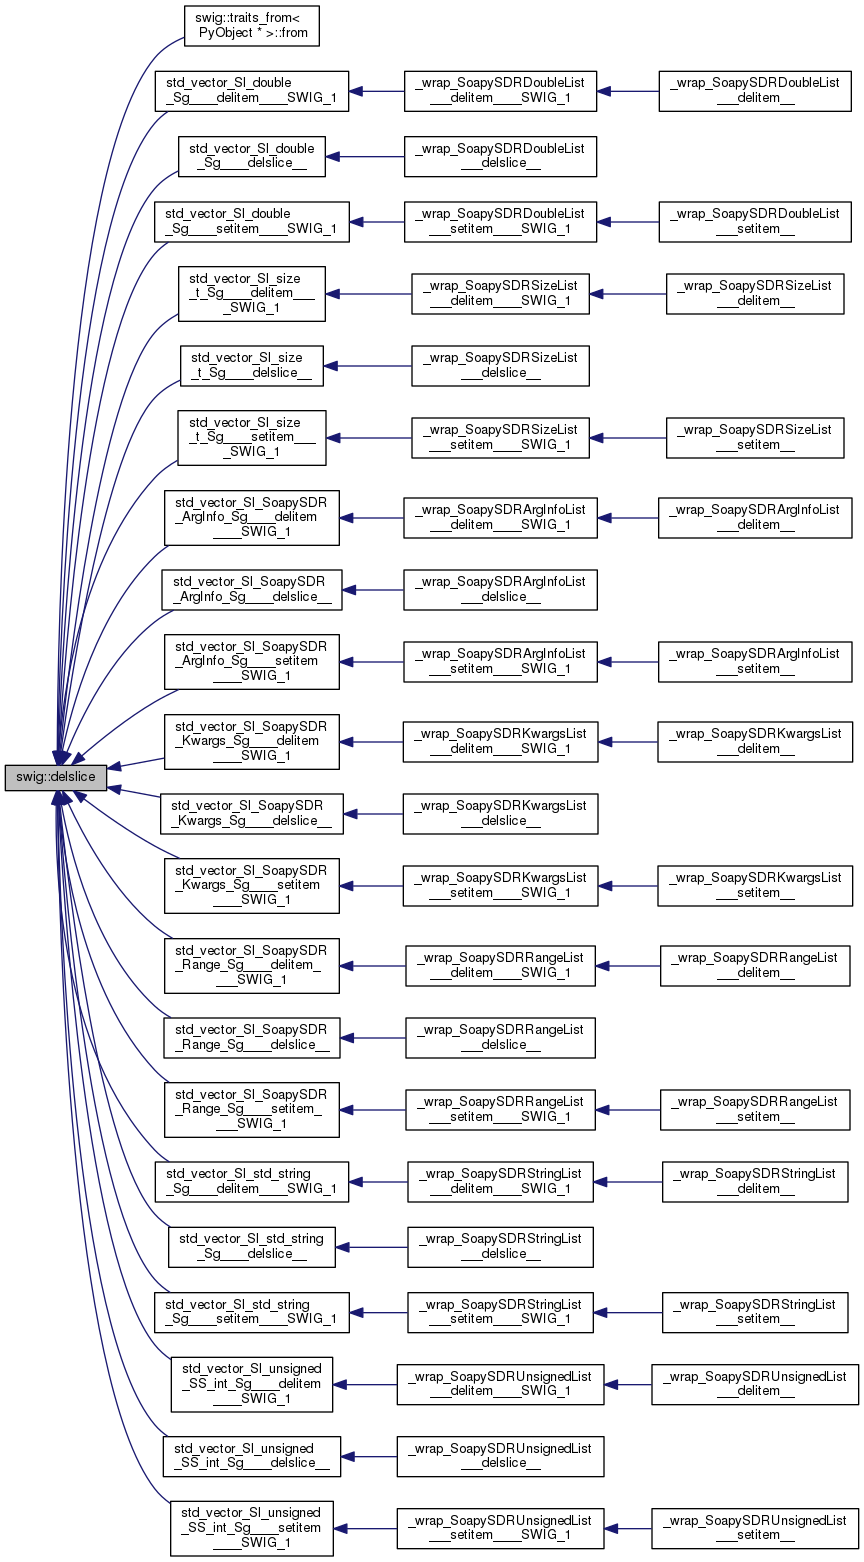 swig::traits_from<
PyObject * >::from
std_vector_Sl_double
_Sg____delitem____SWIG_1
_wrap_SoapySDRDoubleList
___delitem____SWIG_1
_wrap_SoapySDRDoubleList
___delitem__
std_vector_Sl_double
_Sg____delslice__
_wrap_SoapySDRDoubleList
___delslice__
std_vector_Sl_double
_Sg____setitem____SWIG_1
_wrap_SoapySDRDoubleList
___setitem____SWIG_1
_wrap_SoapySDRDoubleList
___setitem__
std_vector_Sl_size
_t_Sg____delitem___
_SWIG_1
_wrap_SoapySDRSizeList
___delitem____SWIG_1
_wrap_SoapySDRSizeList
___delitem__
std_vector_Sl_size
_t_Sg____delslice__
_wrap_SoapySDRSizeList
___delslice__
std_vector_Sl_size
_t_Sg____setitem___
_SWIG_1
_wrap_SoapySDRSizeList
___setitem____SWIG_1
_wrap_SoapySDRSizeList
___setitem__
std_vector_Sl_SoapySDR
_ArgInfo_Sg____delitem
____SWIG_1
_wrap_SoapySDRArgInfoList
___delitem____SWIG_1
_wrap_SoapySDRArgInfoList
___delitem__
std_vector_Sl_SoapySDR
_ArgInfo_Sg____delslice__
_wrap_SoapySDRArgInfoList
___delslice__
std_vector_Sl_SoapySDR
_ArgInfo_Sg____setitem
____SWIG_1
_wrap_SoapySDRArgInfoList
___setitem____SWIG_1
_wrap_SoapySDRArgInfoList
___setitem__
std_vector_Sl_SoapySDR
_Kwargs_Sg____delitem
____SWIG_1
_wrap_SoapySDRKwargsList
___delitem____SWIG_1
_wrap_SoapySDRKwargsList
___delitem__
swig::delslice
std_vector_Sl_SoapySDR
_Kwargs_Sg____delslice__
_wrap_SoapySDRKwargsList
___delslice__
std_vector_Sl_SoapySDR
_Kwargs_Sg____setitem
____SWIG_1
_wrap_SoapySDRKwargsList
___setitem____SWIG_1
_wrap_SoapySDRKwargsList
___setitem__
std_vector_Sl_SoapySDR
_Range_Sg____delitem_
___SWIG_1
_wrap_SoapySDRRangeList
___delitem____SWIG_1
_wrap_SoapySDRRangeList
___delitem__
std_vector_Sl_SoapySDR
_Range_Sg____delslice__
_wrap_SoapySDRRangeList
___delslice__
std_vector_Sl_SoapySDR
_Range_Sg____setitem_
___SWIG_1
_wrap_SoapySDRRangeList
___setitem____SWIG_1
_wrap_SoapySDRRangeList
___setitem__
std_vector_Sl_std_string
_Sg____delitem____SWIG_1
_wrap_SoapySDRStringList
___delitem____SWIG_1
_wrap_SoapySDRStringList
___delitem__
std_vector_Sl_std_string
_Sg____delslice__
_wrap_SoapySDRStringList
___delslice__
std_vector_Sl_std_string
_Sg____setitem____SWIG_1
_wrap_SoapySDRStringList
___setitem____SWIG_1
_wrap_SoapySDRStringList
___setitem__
std_vector_Sl_unsigned
_SS_int_Sg____delitem
____SWIG_1
_wrap_SoapySDRUnsignedList
___delitem____SWIG_1
_wrap_SoapySDRUnsignedList
___delitem__
std_vector_Sl_unsigned
_SS_int_Sg____delslice__
_wrap_SoapySDRUnsignedList
___delslice__
std_vector_Sl_unsigned
_SS_int_Sg____setitem
____SWIG_1
_wrap_SoapySDRUnsignedList
___setitem____SWIG_1
_wrap_SoapySDRUnsignedList
___setitem__